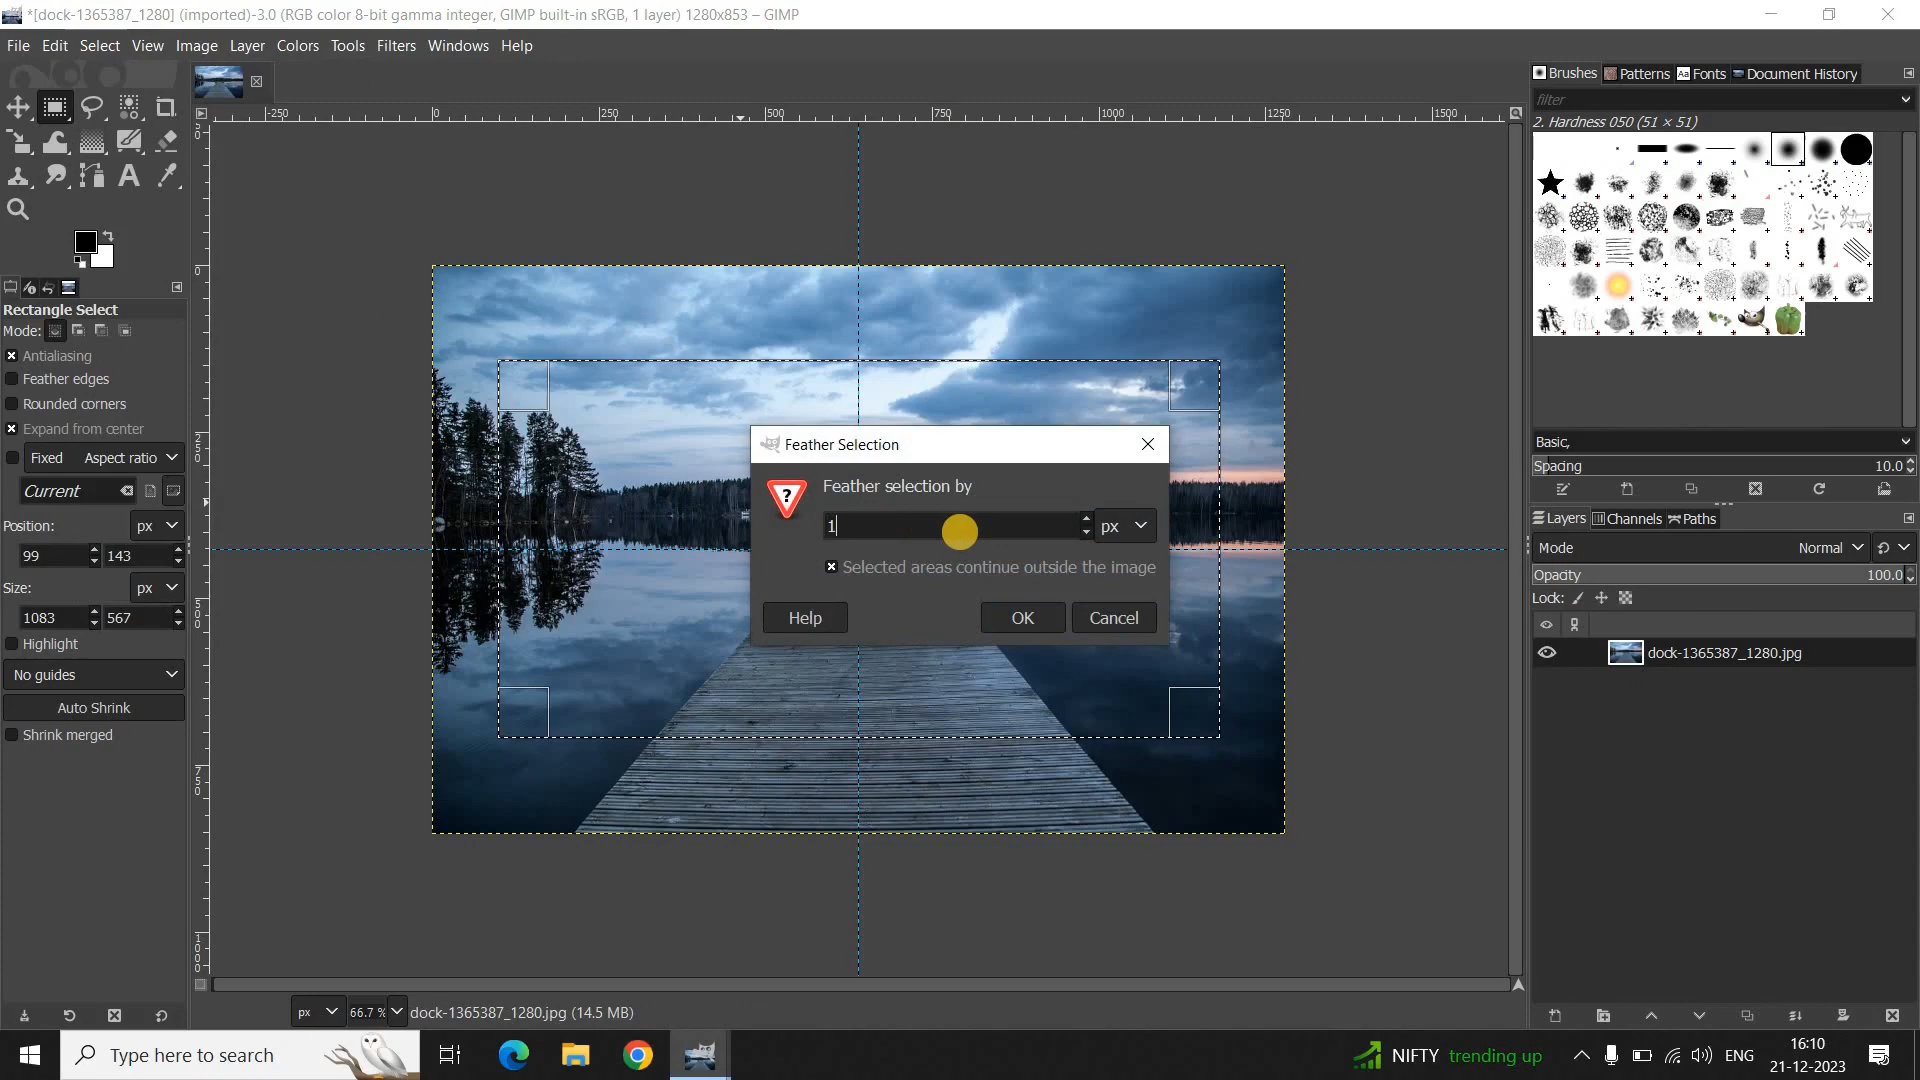 *[dock-1365387_1280] (imported)-3.0 (RGB color 8-bit gamma integer, GIMP built-in sRGB, 1 layer) 1280x853 – GIMP
File Edit Select View Image Layer Colors Filters Tools Filters Windows Help
-250 0 250 500 750 1000 1250 1500
0
250
500
750
1000
Rectangle Select
Mode:
Antialiasing
Feather edges
Rounded corners
Expand from center
Fixed Aspect ratio
Current
Position: px
99 143
Size: px
1083 567
Highlight
No guides
Auto Shrink
Shrink merged
Feather Selection
Feather selection by
1 px
Selected areas continue outside the image
Help OK Cancel
Brushes Patterns Aa Fonts Document History
filter
2. Hardness 050 (51 × 51)
Basic,
Spacing 10.0
Layers Channels Paths
Mode Normal
Opacity 100.0
Lock:
dock-1365387_1280.jpg
px 66.7 % dock-1365387_1280.jpg (14.5 MB)
Type here to search
NIFTY trending up
ENG
16:10
21-12-2023